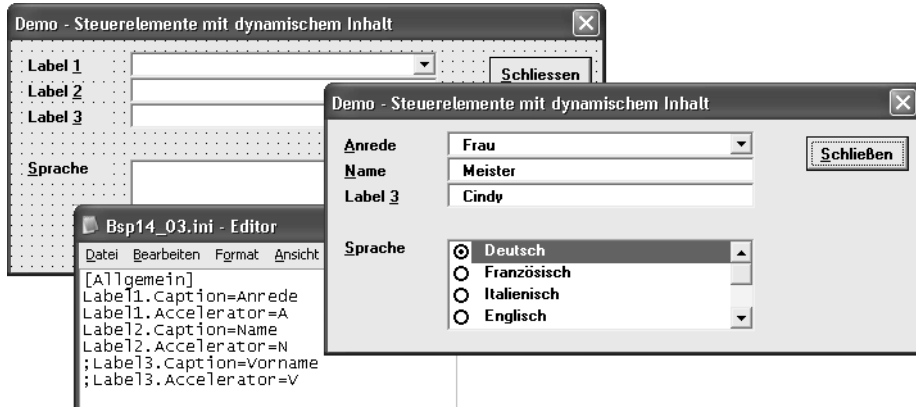 Demo - Steuerelemente mit dynamischem Inhalt
Label 1
Label 2
Label 3
Schliessen
Sprache
Demo - Steuerelemente mit dynamischem Inhalt
Anrede
Frau
Schließen
Name
Meister
Label 3
Cindy
Sprache
Deutsch
Französisch
Italienisch
Englisch
Bsp14_03.ini - Editor
Datei Bearbeiten Format Ansicht
[Allgemein]
Label1.Caption=Anrede
Label1.Accelerator=A
Label2.Caption=Name
Label2.Accelerator=N
;Label3.Caption=Vorname
;Label3.Accelerator=V